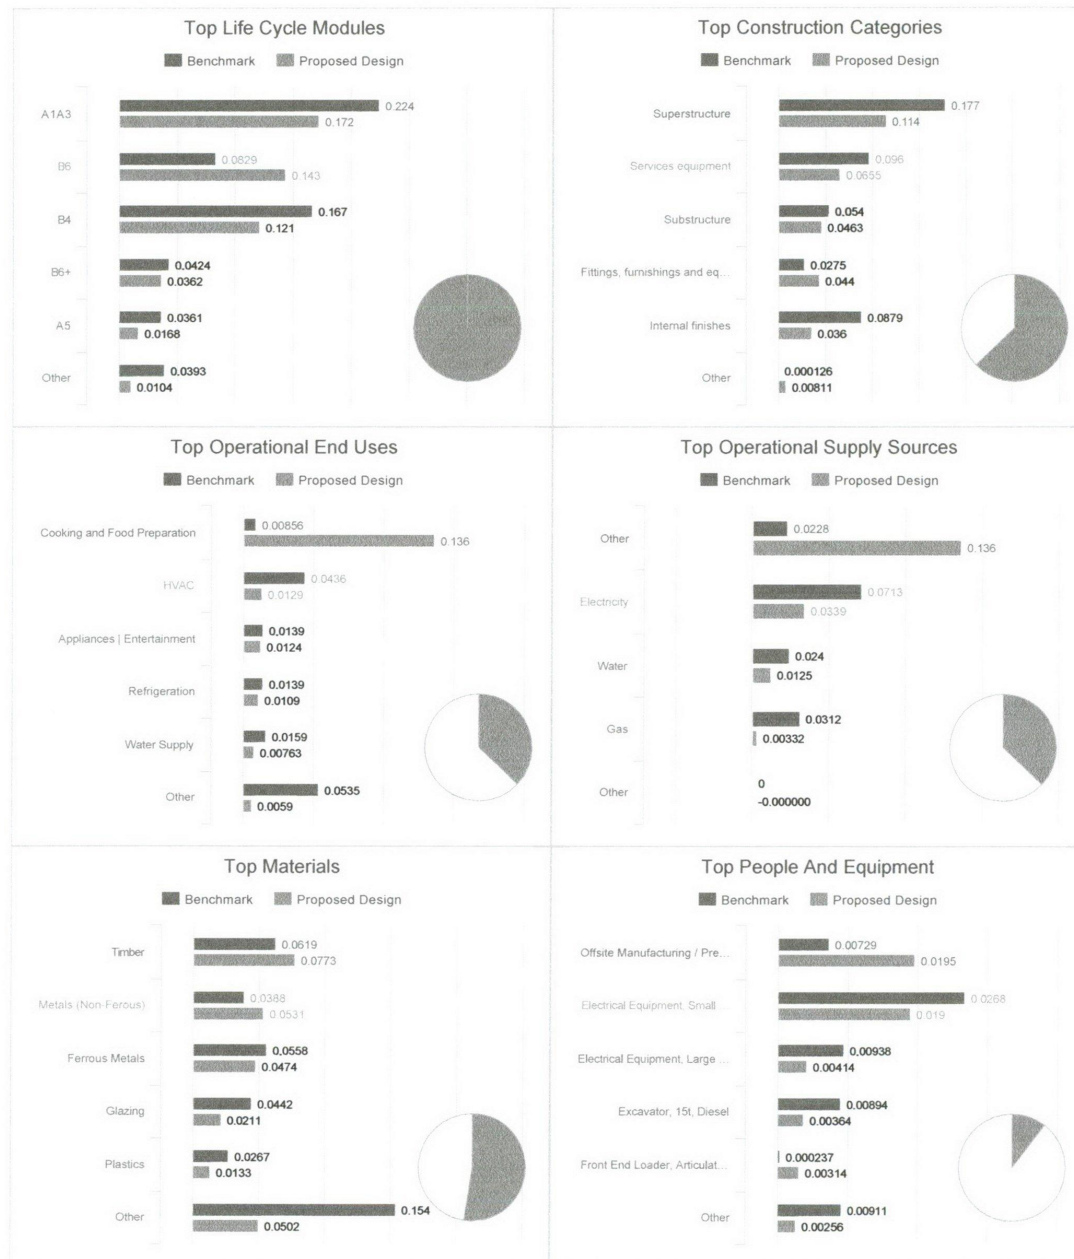 Top Life Cycle Modules
Benchmark Proposed Design
A1A3 0.224
0.172
B6 0.0829
0.143
B4 0.167
0.121
B6+ 0.0424
0.0362
A5 0.0361
0.0168
Other 0.0393
0.0104
Top Construction Categories
Benchmark Proposed Design
Superstructure 0.177
0.114
Services equipment 0.096
0.0655
Substructure 0.054
0.0463
Fittings, furnishings and eq... 0.0275
0.044
Internal finishes 0.0879
0.036
Other 0.000126
0.00811
Top Operational End Uses
Benchmark Proposed Design
Cooking and Food Preparation 0.00856
0.136
HVAC 0.0436
0.0129
Appliances | Entertainment 0.0139
0.0124
Refrigeration 0.0139
0.0109
Water Supply 0.0159
0.00763
Other 0.0535
0.0059
Top Operational Supply Sources
Benchmark Proposed Design
Other 0.0228
0.136
Electricity 0.0713
0.0339
Water 0.024
0.0125
Gas 0.0312
0.00332
Other 0
-0.000000
Top Materials
Benchmark Proposed Design
Timber 0.0619
0.0773
Metals (Non-Ferous) 0.0388
0.0531
Ferrous Metals 0.0558
0.0474
Glazing 0.0442
0.0211
Plastics 0.0267
0.0133
Other 0.154
0.0502
Top People And Equipment
Benchmark Proposed Design
Offsite Manufacturing / Pre... 0.00729
0.0195
Electrical Equipment, Small ... 0.0268
0.019
Electrical Equipment, Large ... 0.00938
0.00414
Excavator, 15t, Diesel 0.00894
0.00364
Front End Loader, Articulat... 0.000237
0.00314
Other 0.00911
0.00256